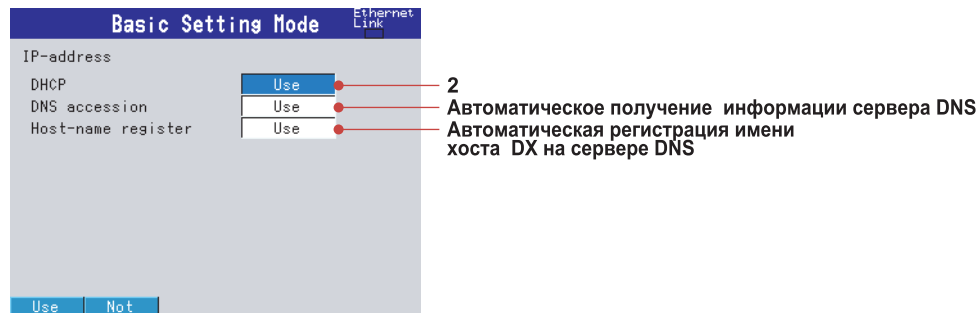 Basic Setting Mode
Ethernet
Link
IP-address
DHCP Use
2
DNS accession Use
Автоматическое получение информации сервера DNS
Host-name register Use
Автоматическая регистрация имени
хоста DX на сервере DNS
Use Not